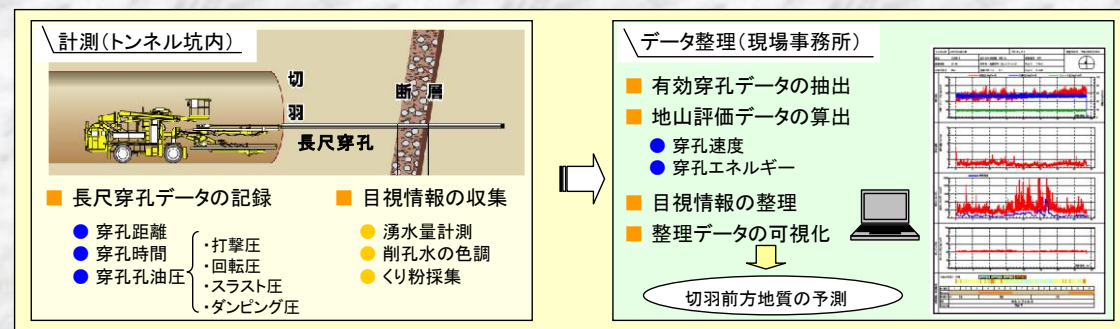 計測(トンネル坑内)
切
羽
断 層
長尺穿孔
■ 長尺穿孔データの記録
● 穿孔距離
● 穿孔時間
● 穿孔孔油圧
・打撃圧
・回転圧
・スラスト圧
・ダンピング圧
■ 目視情報の収集
● 湧水量計測
● 削孔水の色調
● くり粉採集
データ整理(現場事務所)
■ 有効穿孔データの抽出
■ 地山評価データの算出
● 穿孔速度
● 穿孔エネルギー
■ 目視情報の整理
■ 整理データの可視化
切羽前方地質の予測